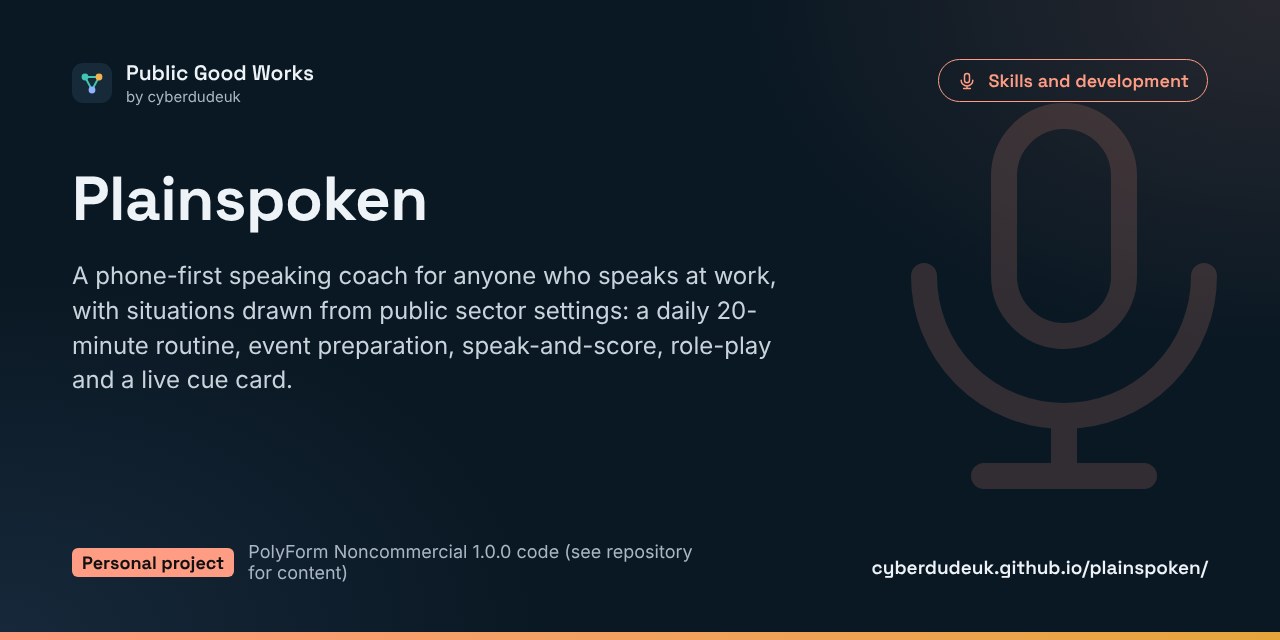 Public Good Works
by cyberdudeuk
Skills and development
Plainspoken
A phone-first speaking coach for anyone who speaks at work,
with situations drawn from public sector settings: a daily 20-
minute routine, event preparation, speak-and-score, role-play
and a live cue card.
Personal project
PolyForm Noncommercial 1.0.0 code (see repository
for content)
cyberdudeuk.github.io/plainspoken/